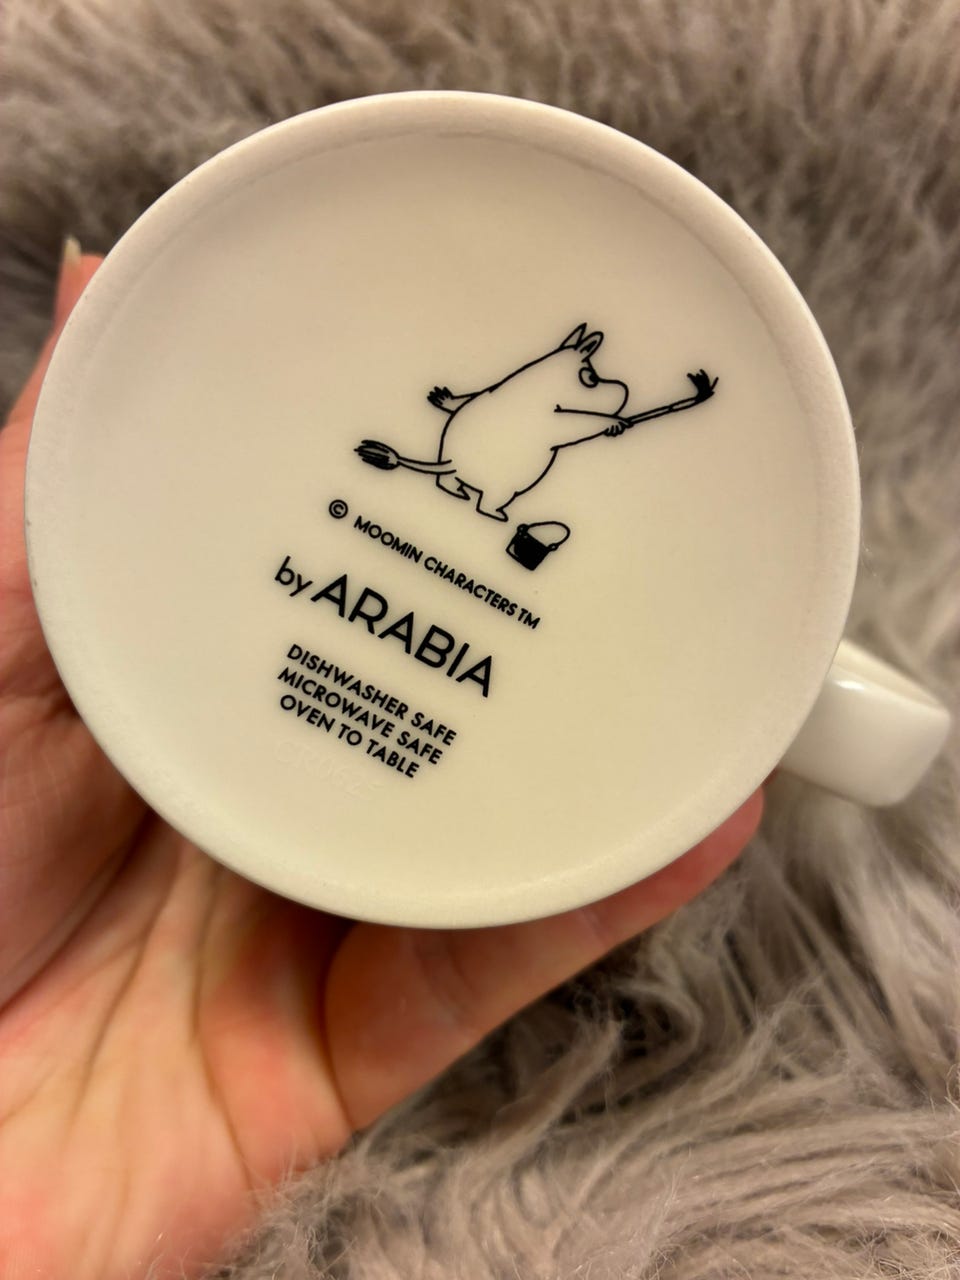 © MOOMIN CHARACTERS TM
by ARABIA
DISHWASHER SAFE
MICROWAVE SAFE
OVEN TO TABLE